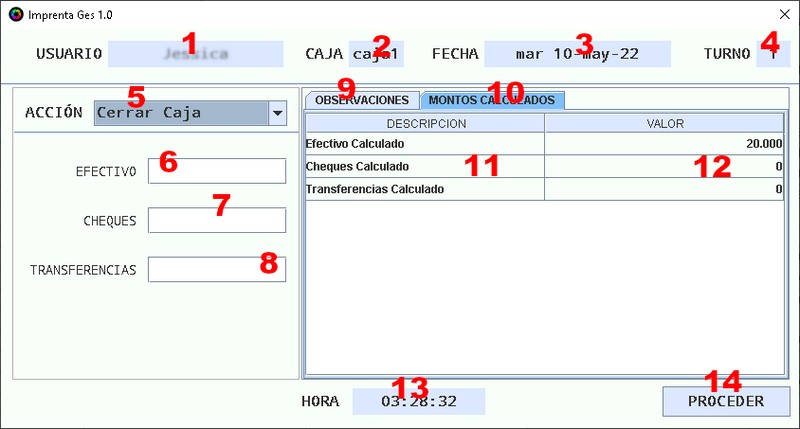 Imprenta Ges 1.0
1 2 3 4
USUARIO Jessica CAJA caja1 FECHA mar 10-may-22 TURNO 1
5 9 10
ACCIÓN Cerrar Caja OBSERVACIONES MONTOS CALCULADOS
DESCRIPCION VALOR
Efectivo Calculado 20.000
6 EFECTIVO Cheques Calculado 11 12 0
Transferencias Calculado 0
7
CHEQUES
8
TRANSFERENCIAS
13 14
HORA 03:28:32 PROCEDER